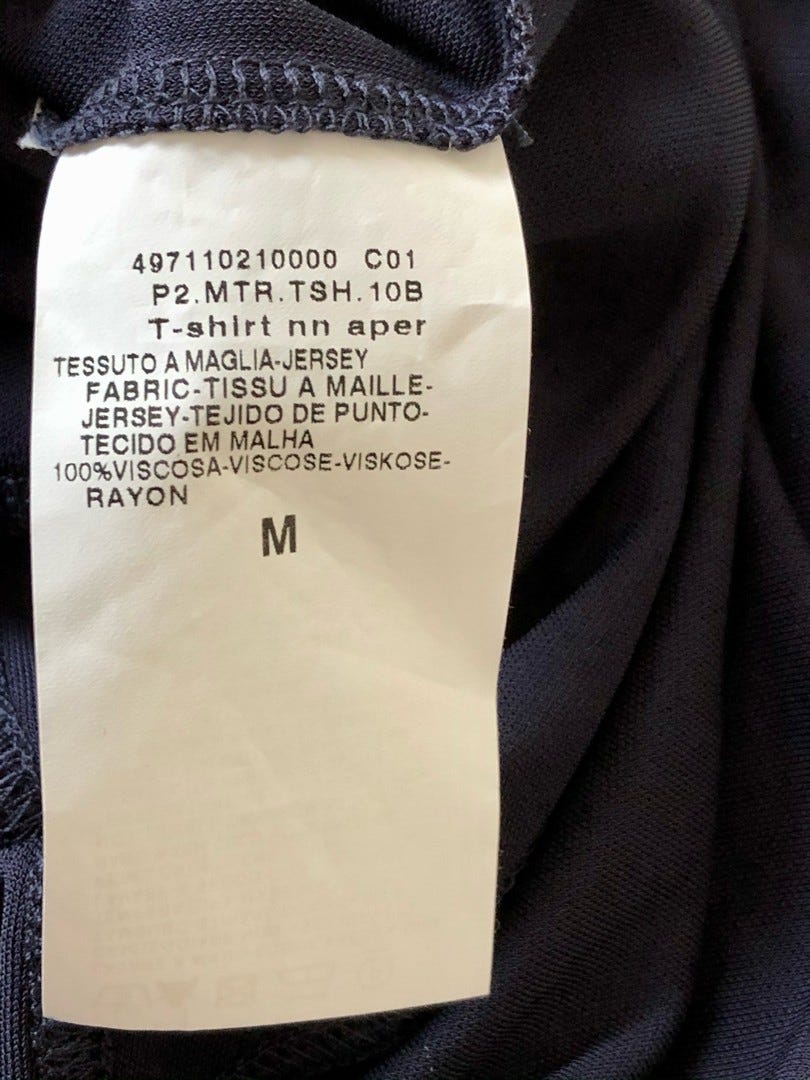 497110210000 C01
P2.MTR.TSH.10B
T-shirt nn aper
TESSUTO A MAGLIA-JERSEY
FABRIC-TISSU A MAILLE-
JERSEY-TEJIDO DE PUNTO-
TECIDO EM MALHA
100%VISCOSA-VISCOSE-VISKOSE-
RAYON
M